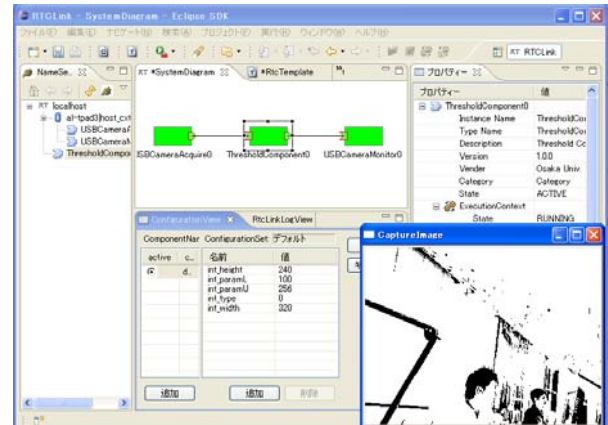 RTCLink - SystemDiagram - Eclipse SDK
ファイル(F) 編集(E) ナビゲート(N) 検索(A) プロジェクト(P) 実行(R) ウィンドウ(W) ヘルプ(H)
RT RTCLink
NameSe..
RT localhost
USBCameraA
USBCameraM
ThresholdCompo
RT *SystemDiagram
*RtcTemplate
USBCameraAcquire0
ThresholdComponent0
USBCameraMonitor0
プロパティー
プロパティー 値
ThresholdComponent0
Instance Name ThresholdCo
Type Name ThresholdCo
Description Threshold Co
Version 1.0.0
Vender Osaka Univ.
Category Category
State ACTIVE
ExecutionContext
State RUNNING
ConfigurationView
RtcLinkLogView
ComponentNar ConfigurationSet デフォルト
active c..
d..
名前 値
int_height 240
int_paramL 100
int_paramU 256
int_type 0
int_width 320
追加
追加
削除
CaptureImage